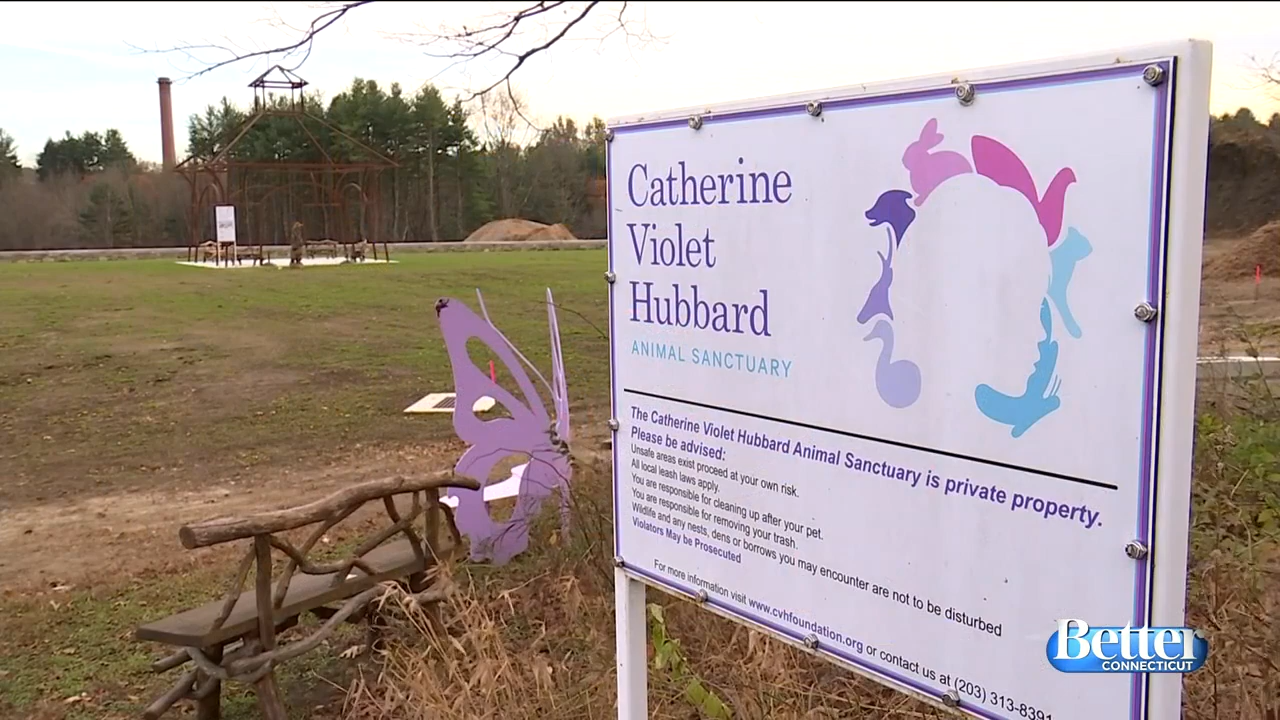 Catherine
Violet
Hubbard
ANIMAL SANCTUARY
The Catherine Violet Hubbard Animal Sanctuary is private property.
Please be advised:
Unsafe areas exist proceed at your own risk.
All local leash laws apply.
You are responsible for cleaning up after your pet.
You are responsible for removing your trash.
Wildlife and any nests, dens or borrows you may encounter are not to be disturbed
Violators May be Prosecuted
For more information visit www.cvhfoundation.org or contact us at (203) 313-8391
Better
CONNECTICUT